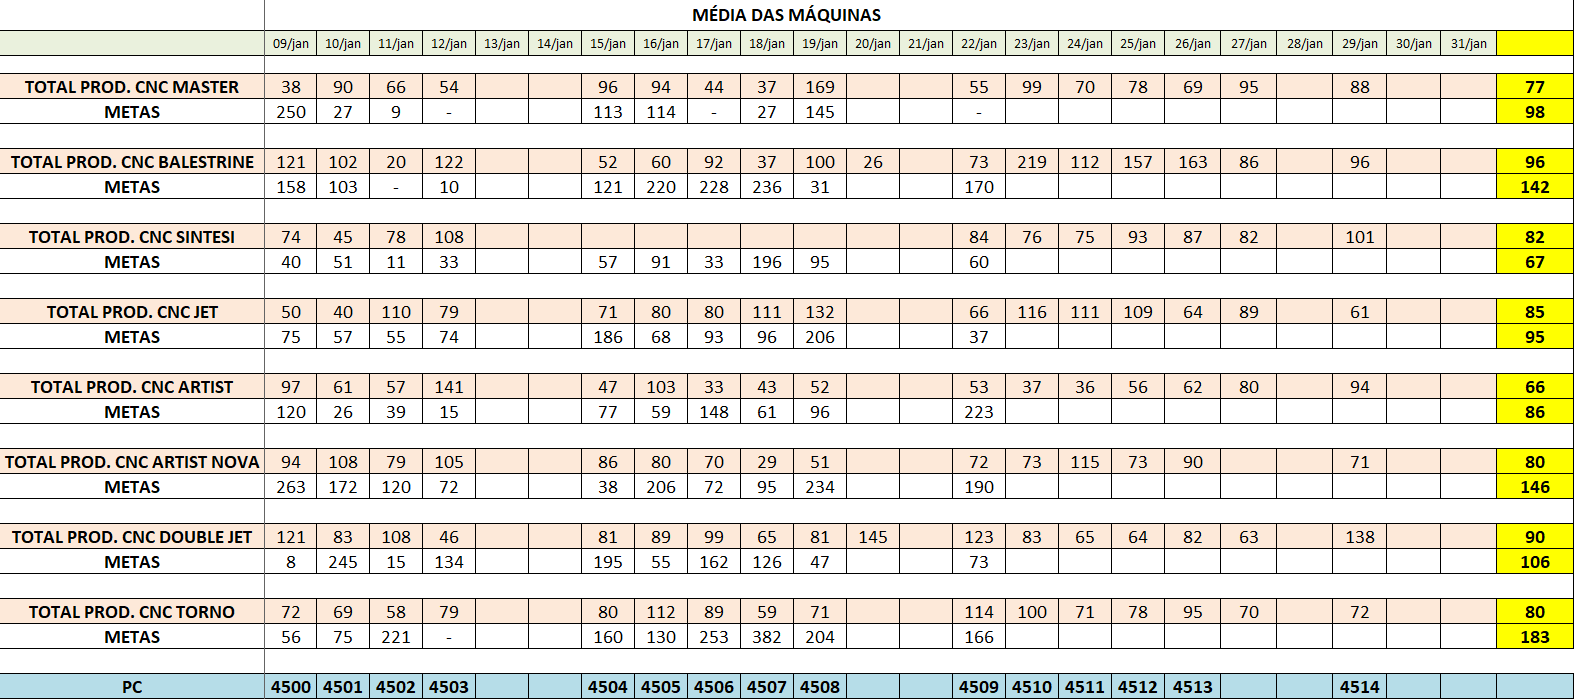 MÉDIA DAS MÁQUINAS
09/jan 10/jan 11/jan 12/jan 13/jan 14/jan 15/jan 16/jan 17/jan 18/jan 19/jan 20/jan 21/jan 22/jan 23/jan 24/jan 25/jan 26/jan 27/jan 28/jan 29/jan 30/jan 31/jan
TOTAL PROD. CNC MASTER 38 90 66 54 96 94 44 37 169 55 99 70 78 69 95 88 77
METAS 250 27 9 - 113 114 - 27 145 - 98
TOTAL PROD. CNC BALESTRINE 121 102 20 122 52 60 92 37 100 26 73 219 112 157 163 86 96 96
METAS 158 103 - 10 121 220 228 236 31 170 142
TOTAL PROD. CNC SINTESI 74 45 78 108 84 76 75 93 87 82 101 82
METAS 40 51 11 33 57 91 33 196 95 60 67
TOTAL PROD. CNC JET 50 40 110 79 71 80 80 111 132 66 116 111 109 64 89 61 85
METAS 75 57 55 74 186 68 93 96 206 37 95
TOTAL PROD. CNC ARTIST 97 61 57 141 47 103 33 43 52 53 37 36 56 62 80 94 66
METAS 120 26 39 15 77 59 148 61 96 223 86
TOTAL PROD. CNC ARTIST NOVA 94 108 79 105 86 80 70 29 51 72 73 115 73 90 71 80
METAS 263 172 120 72 38 206 72 95 234 190 146
TOTAL PROD. CNC DOUBLE JET 121 83 108 46 81 89 99 65 81 145 123 83 65 64 82 63 138 90
METAS 8 245 15 134 195 55 162 126 47 73 106
TOTAL PROD. CNC TORNO 72 69 58 79 80 112 89 59 71 114 100 71 78 95 70 72 80
METAS 56 75 221 - 160 130 253 382 204 166 183
PC 4500 4501 4502 4503 4504 4505 4506 4507 4508 4509 4510 4511 4512 4513 4514